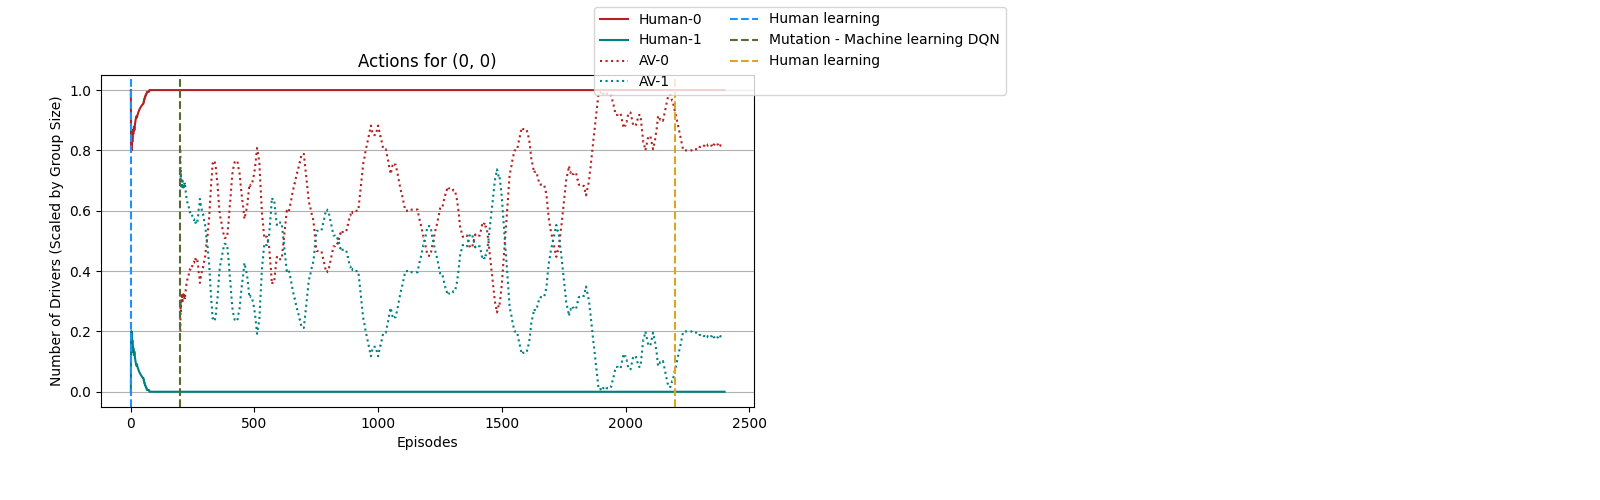 Human-0
Human-1
AV-0
AV-1
Human learning
Mutation - Machine learning DQN
Human learning
Actions for (0, 0)
Number of Drivers (Scaled by Group Size)
1.0
0.8
0.6
0.4
0.2
0.0
0 500 1000 1500 2000 2500
Episodes